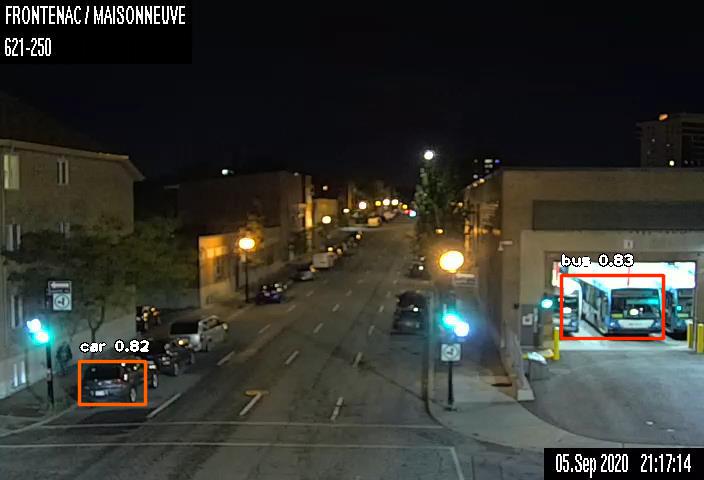 FRONTENAC / MAISONNEUVE
621-250
bus 0.83
car 0.82
05.Sep 2020 21:17:14